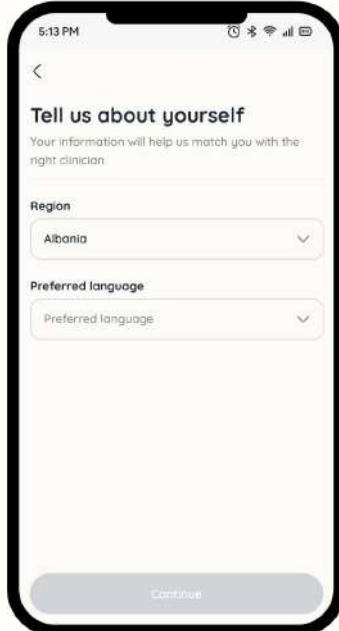 5:13 PM
Tell us about yourself
Your information will help us match you with the
right clinician
Region
Albania
Preferred language
Preferred language
Continue